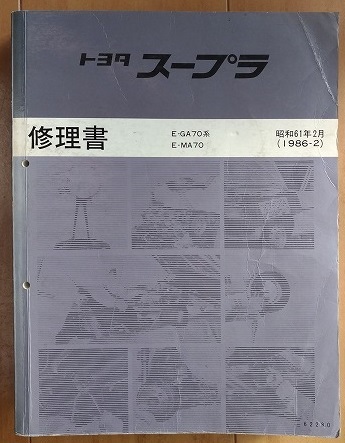 トヨタ スープラ
修理書
E-GA70系
E-MA70
昭和61年2月
(1986-2)